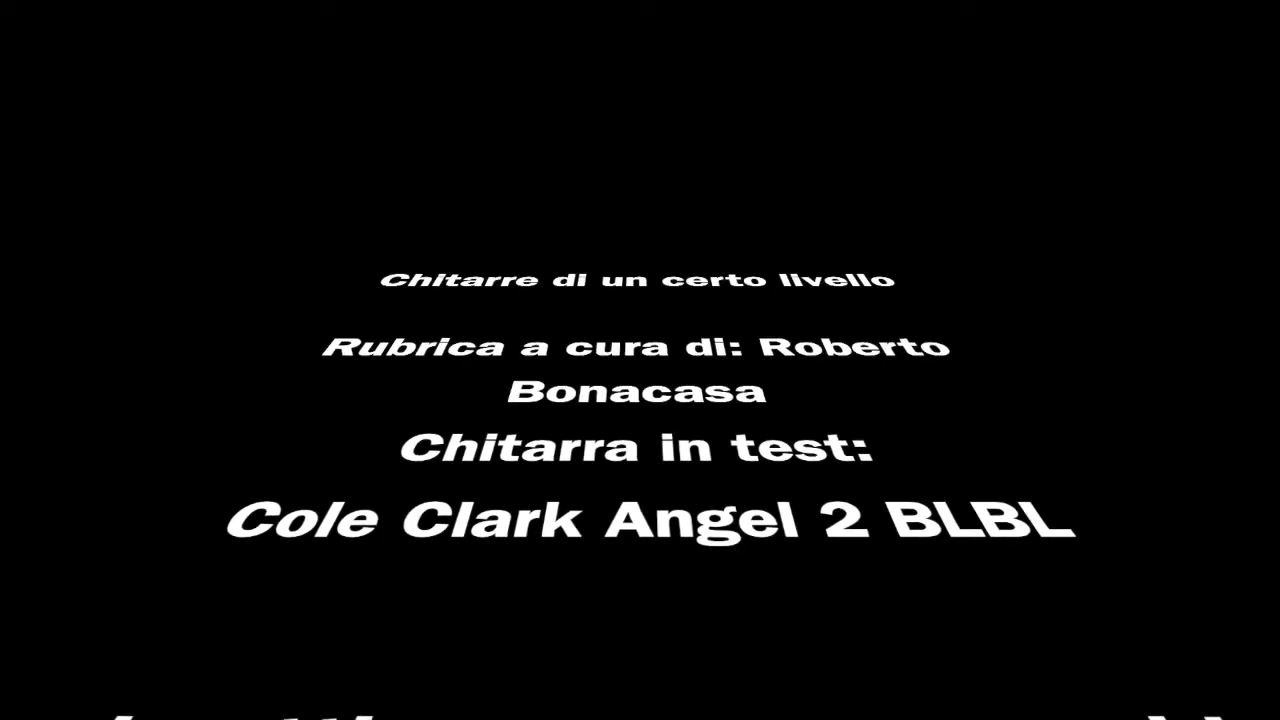 Chitarre di un certo livello
Rubrica a cura di: Roberto
Bonacasa
Chitarra in test:
Cole Clark Angel 2 BLBL